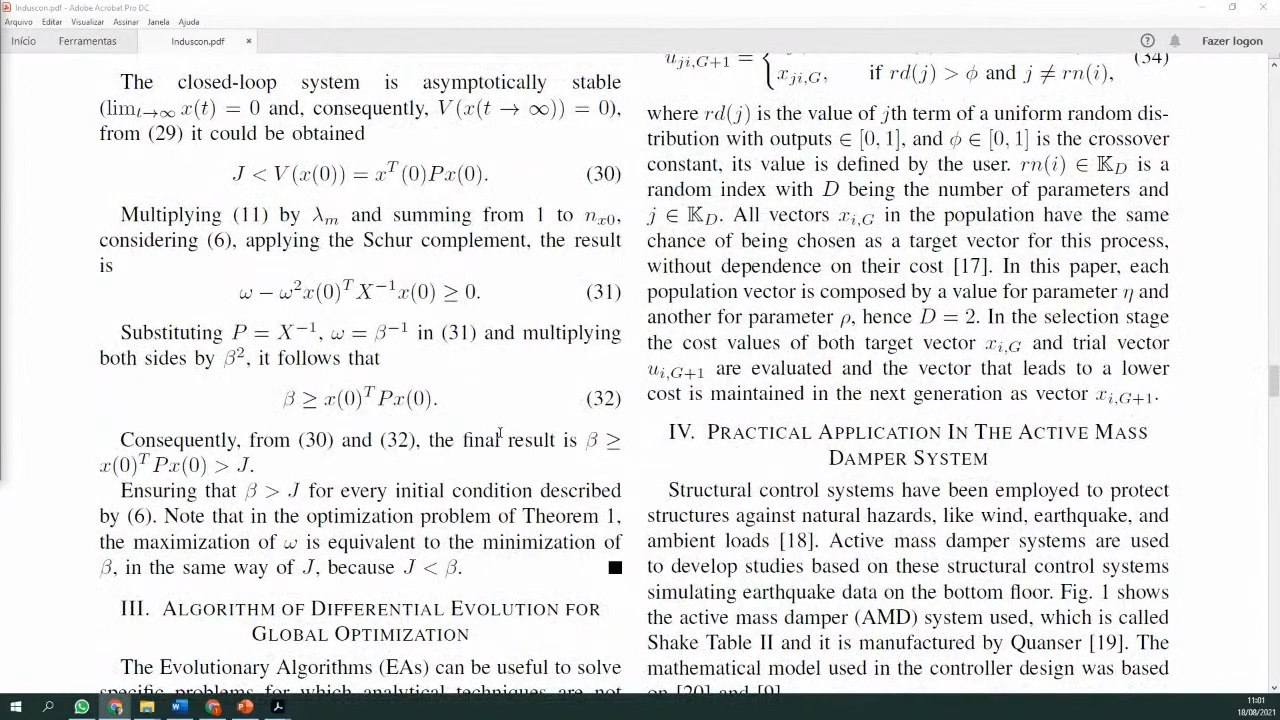 Induscon.pdf - Adobe Acrobat Pro DC
Arquivo Editar Visualizar Assinar Janela Ajuda
Início Ferramentas Induscon.pdf × Fazer logon
The closed-loop system is asymptotically stable
(lim_{t→∞} x(t) = 0 and, consequently, V(x(t → ∞)) = 0),
from (29) it could be obtained
J < V(x(0)) = x^T(0)Px(0). (30)
Multiplying (11) by λ_m and summing from 1 to n_{x0},
considering (6), applying the Schur complement, the result
is
ω − ω^2x(0)^T X^{−1}x(0) ≥ 0. (31)
Substituting P = X^{−1}, ω = β^{−1} in (31) and multiplying
both sides by β^2, it follows that
β ≥ x(0)^T Px(0). (32)
Consequently, from (30) and (32), the final result is β ≥
x(0)^T Px(0) > J.
Ensuring that β > J for every initial condition described
by (6). Note that in the optimization problem of Theorem 1,
the maximization of ω is equivalent to the minimization of
β, in the same way of J, because J < β. ■
III. ALGORITHM OF DIFFERENTIAL EVOLUTION FOR
GLOBAL OPTIMIZATION
The Evolutionary Algorithms (EAs) can be useful to solve
specific problems for which analytical techniques are not
u_{ji,G+1} = { (34)
x_{ji,G}, if rd(j) > ϕ and j ≠ rn(i),
where rd(j) is the value of jth term of a uniform random dis-
tribution with outputs ∈ [0, 1], and ϕ ∈ [0, 1] is the crossover
constant, its value is defined by the user. rn(i) ∈ 𝕂_D is a
random index with D being the number of parameters and
j ∈ 𝕂_D. All vectors x_{i,G} in the population have the same
chance of being chosen as a target vector for this process,
without dependence on their cost [17]. In this paper, each
population vector is composed by a value for parameter η and
another for parameter ρ, hence D = 2. In the selection stage
the cost values of both target vector x_{i,G} and trial vector
u_{i,G+1} are evaluated and the vector that leads to a lower
cost is maintained in the next generation as vector x_{i,G+1}.
IV. PRACTICAL APPLICATION IN THE ACTIVE MASS
DAMPER SYSTEM
Structural control systems have been employed to protect
structures against natural hazards, like wind, earthquake, and
ambient loads [18]. Active mass damper systems are used
to develop studies based on these structural control systems
simulating earthquake data on the bottom floor. Fig. 1 shows
the active mass damper (AMD) system used, which is called
Shake Table II and it is manufactured by Quanser [19]. The
mathematical model used in the controller design was based
on [20] and [9].
11:01
18/08/2021